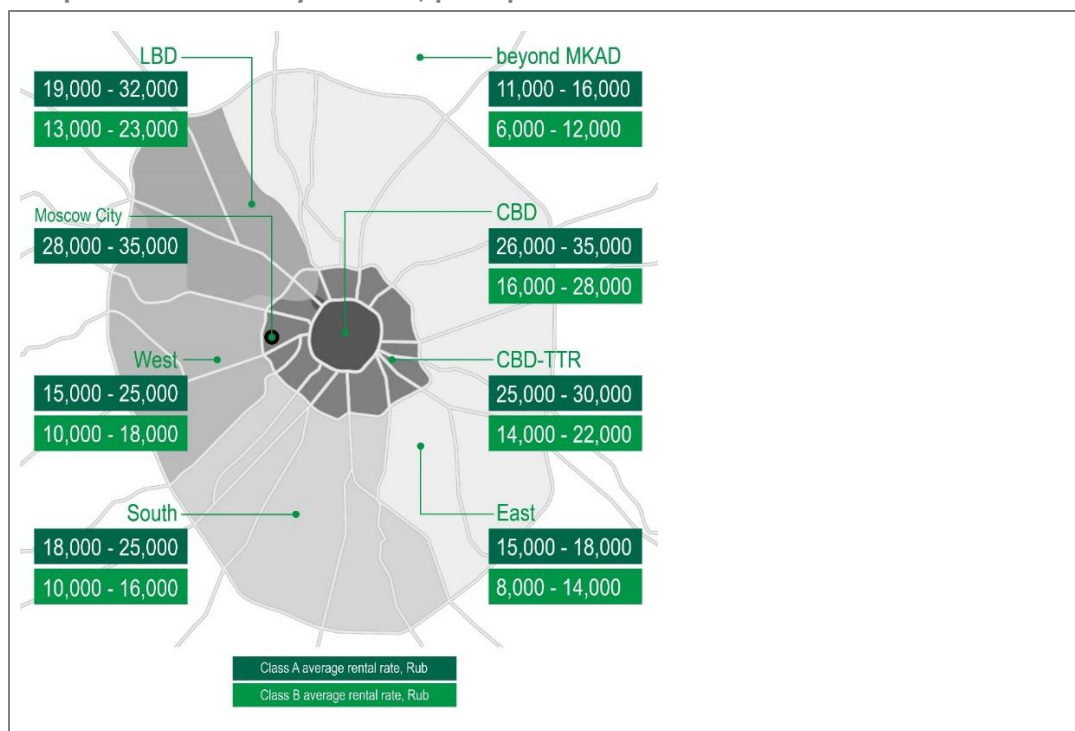 LBD
19,000 - 32,000
13,000 - 23,000
beyond MKAD
11,000 - 16,000
6,000 - 12,000
Moscow City
28,000 - 35,000
CBD
26,000 - 35,000
16,000 - 28,000
West
15,000 - 25,000
10,000 - 18,000
CBD-TTR
25,000 - 30,000
14,000 - 22,000
South
18,000 - 25,000
10,000 - 16,000
East
15,000 - 18,000
8,000 - 14,000
Class A average rental rate, Rub
Class B average rental rate, Rub